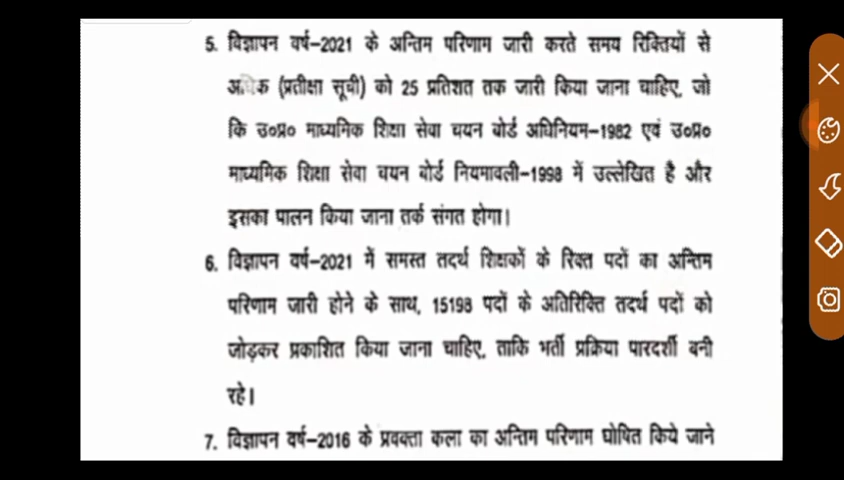 5. विज्ञापन वर्ष–2021 के अन्तिम परिणाम जारी करते समय रिक्तियों से
अधिक (प्रतीक्षा सूची) को 25 प्रतिशत तक जारी किया जाना चाहिए, जो
कि उ०प्र० माध्यमिक शिक्षा सेवा चयन बोर्ड अधिनियम–1982 एवं उ०प्र०
माध्यमिक शिक्षा सेवा चयन बोर्ड नियमावली–1998 में उल्लेखित है और
इसका पालन किया जाना तर्क संगत होगा।
6. विज्ञापन वर्ष–2021 में समस्त तदर्थ शिक्षकों के रिक्त पदों का अन्तिम
परिणाम जारी होने के साथ, 15198 पदों के अतिरिक्ति तदर्थ पदों को
जोड़कर प्रकाशित किया जाना चाहिए, ताकि भर्ती प्रक्रिया पारदर्शी बनी
रहे।
7. विज्ञापन वर्ष–2016 के प्रवक्ता कला का अन्तिम परिणाम घोषित किये जाने